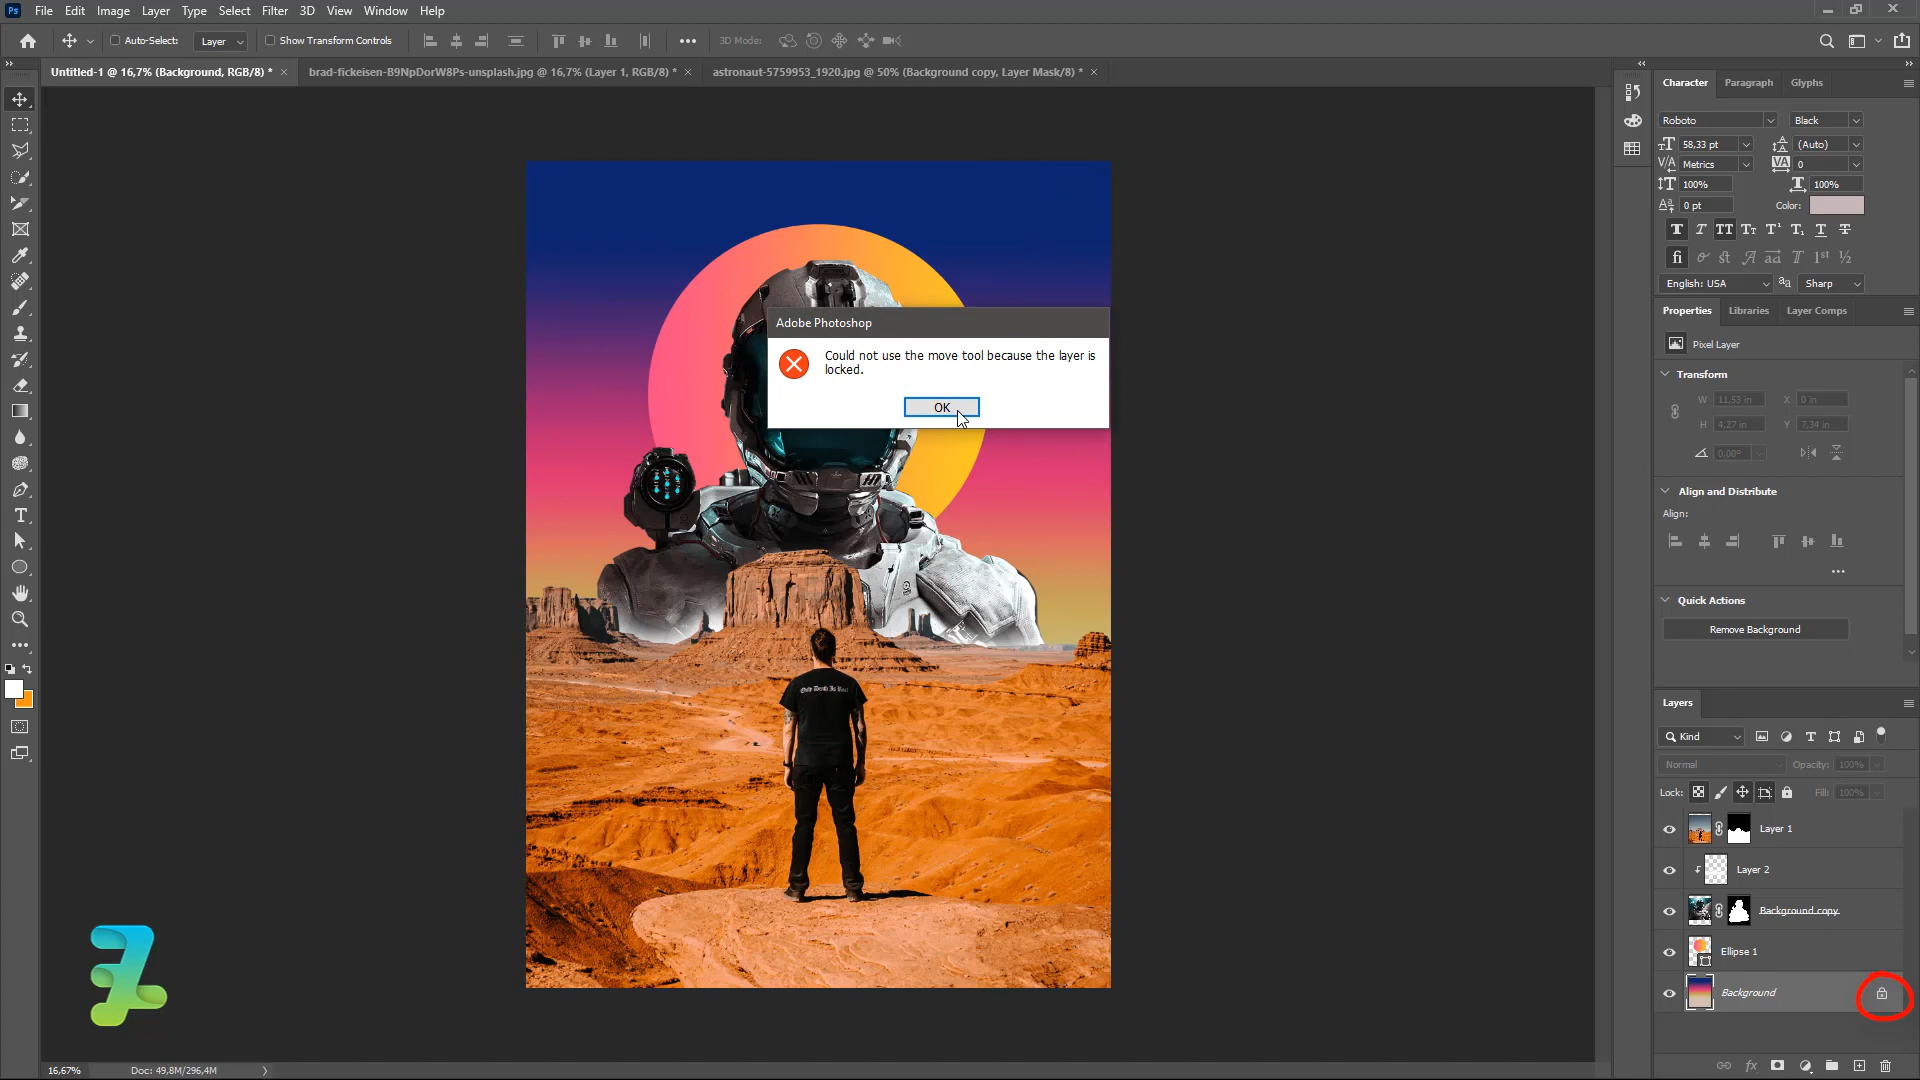 Ps File Edit Image Layer Type Select Filter 3D View Window Help
Auto-Select: Layer Show Transform Controls 3D Mode:
Untitled-1 @ 16,7% (Background, RGB/8) * brad-fickeisen-B9NpDorW8Ps-unsplash.jpg @ 16,7% (Layer 1, RGB/8) * astronaut-5759953_1920.jpg @ 50% (Background copy, Layer Mask/8) *
Character Paragraph Glyphs
Roboto Black
58,33 pt (Auto)
Metrics 0
100% 100%
0 pt Color:
English: USA Sharp
Properties Libraries Layer Comps
Pixel Layer
Transform
W 11,53 in X 0 in
H 4,27 in Y 7,34 in
0,00°
Align and Distribute
Align:
Quick Actions
Remove Background
Adobe Photoshop
Could not use the move tool because the layer is
locked.
OK
Only Death Is Real
Layers
Kind
Normal Opacity: 100%
Lock: Fill: 100%
Layer 1
Layer 2
Background copy
Ellipse 1
Background
16,67% Doc: 49,8M/296,4M